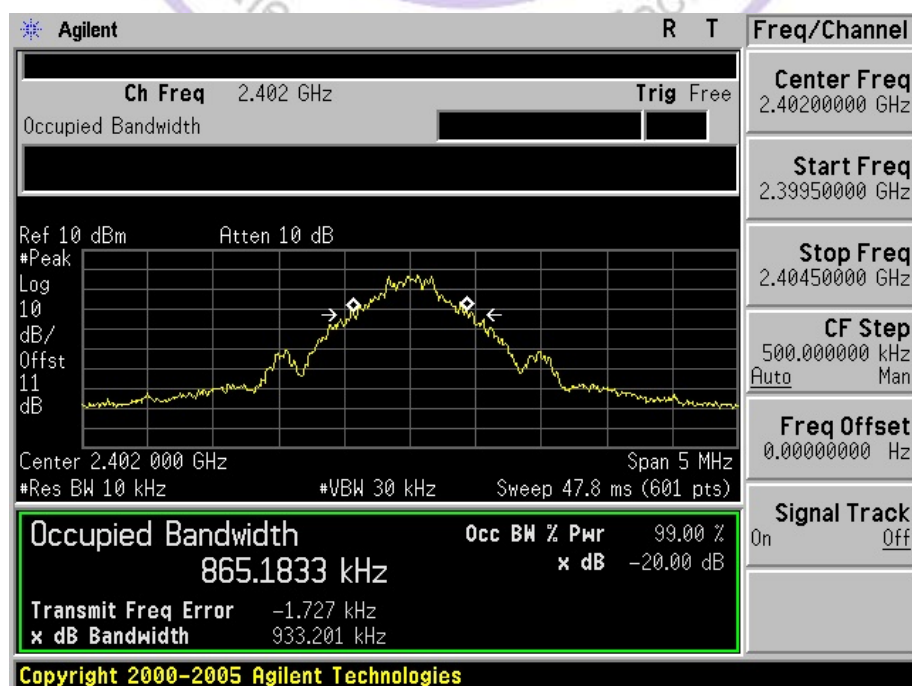 Agilent R T
Freq/Channel
Ch Freq 2.402 GHz Trig Free
Occupied Bandwidth
Center Freq
2.40200000 GHz
Start Freq
2.39950000 GHz
Stop Freq
2.40450000 GHz
CF Step
500.000000 kHz
Auto Man
Freq Offset
0.00000000 Hz
Signal Track
On Off
Ref 10 dBm Atten 10 dB
#Peak
Log
10
dB/
Offst
11
dB
Center 2.402 000 GHz Span 5 MHz
#Res BW 10 kHz #VBW 30 kHz Sweep 47.8 ms (601 pts)
Occupied Bandwidth
865.1833 kHz
Occ BW % Pwr 99.00 %
x dB -20.00 dB
Transmit Freq Error -1.727 kHz
x dB Bandwidth 933.201 kHz
Copyright 2000-2005 Agilent Technologies